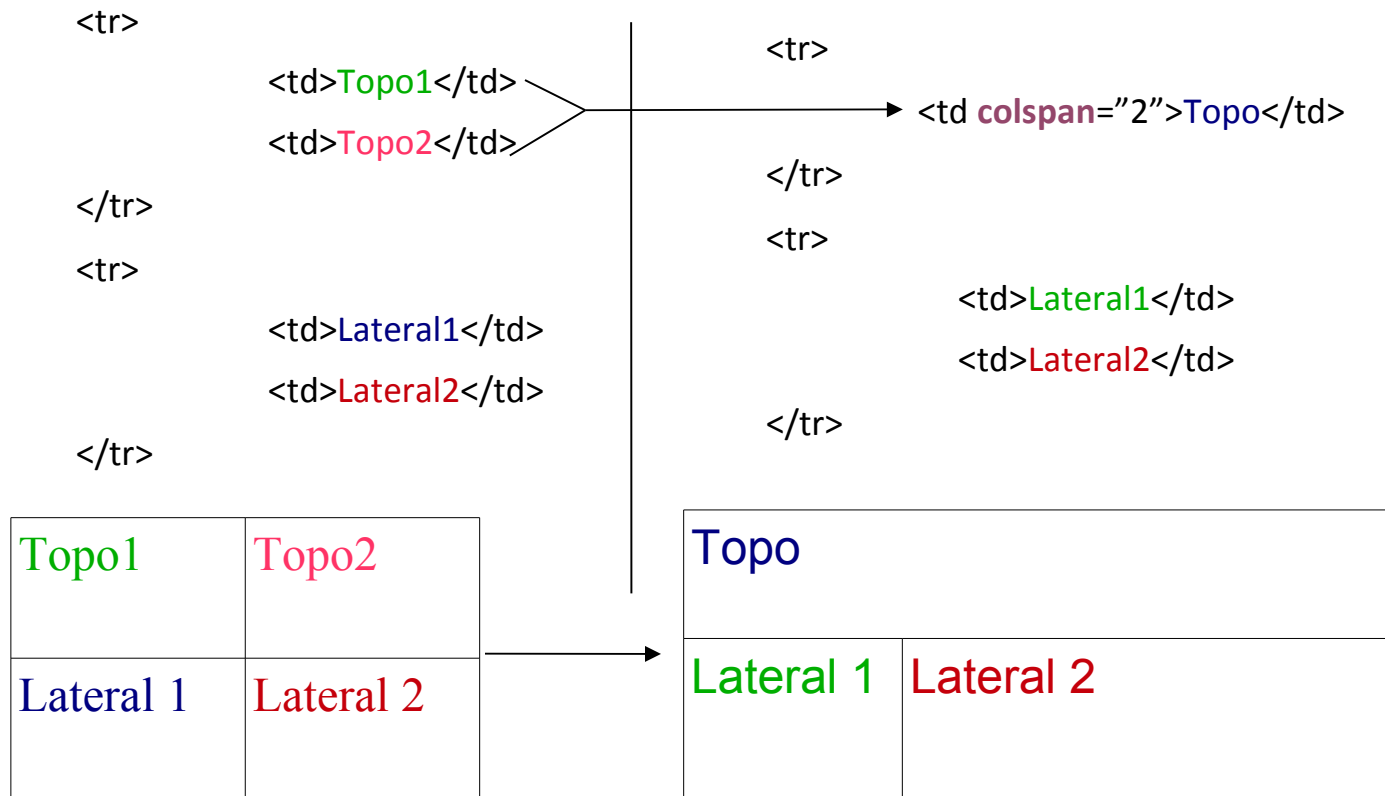 <tr>
<td>Topo1</td>
<td>Topo2</td>
</tr>
<tr>
<td>Lateral1</td>
<td>Lateral2</td>
</tr>
<tr>
<td colspan=”2”>Topo</td>
</tr>
<tr>
<td>Lateral1</td>
<td>Lateral2</td>
</tr>
Topo1 Topo2
Lateral 1 Lateral 2
Topo
Lateral 1 Lateral 2